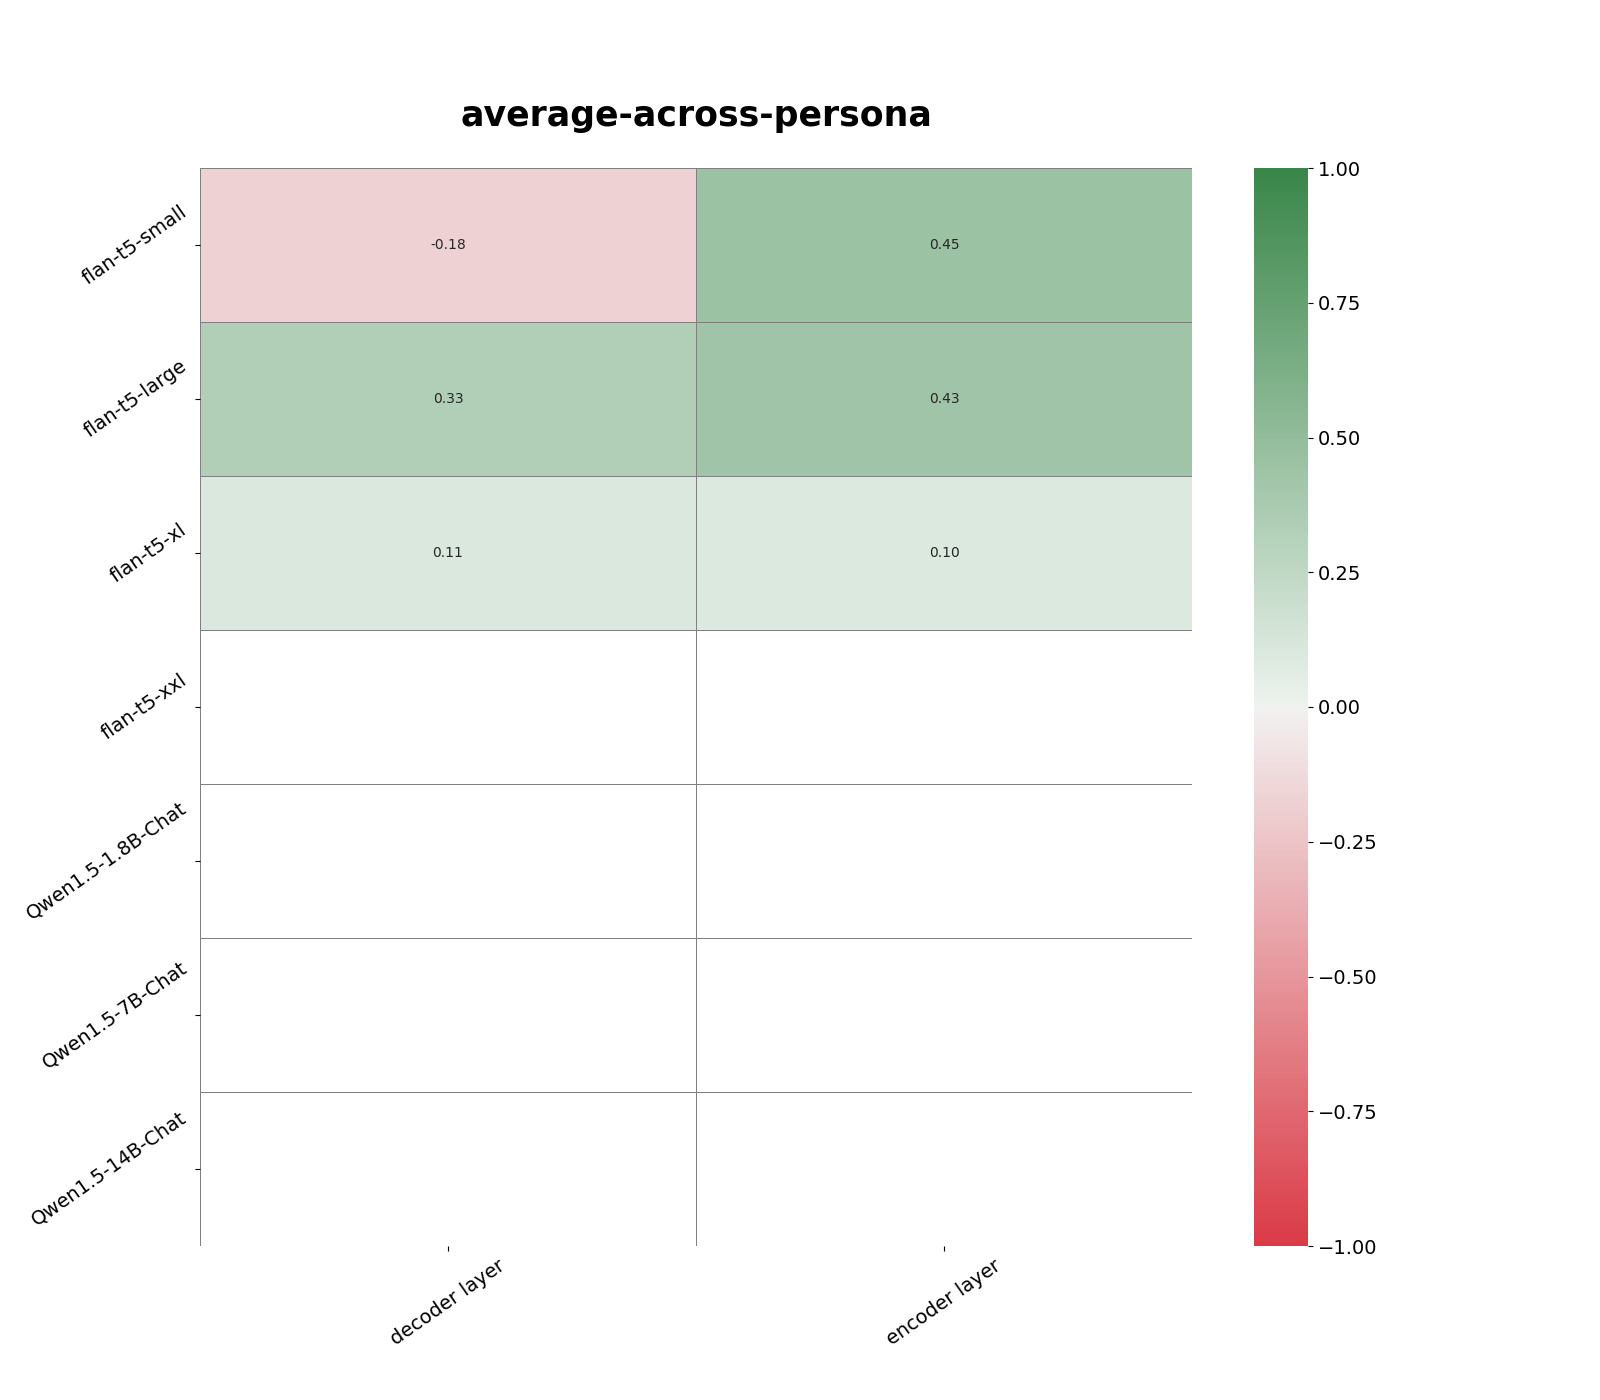 average-across-persona
flan-t5-small
-0.18
0.45
flan-t5-large
0.33
0.43
flan-t5-xl
0.11
0.10
flan-t5-xxl
Qwen1.5-1.8B-Chat
Qwen1.5-7B-Chat
Qwen1.5-14B-Chat
decoder layer
encoder layer
1.00
0.75
0.50
0.25
0.00
−0.25
−0.50
−0.75
−1.00